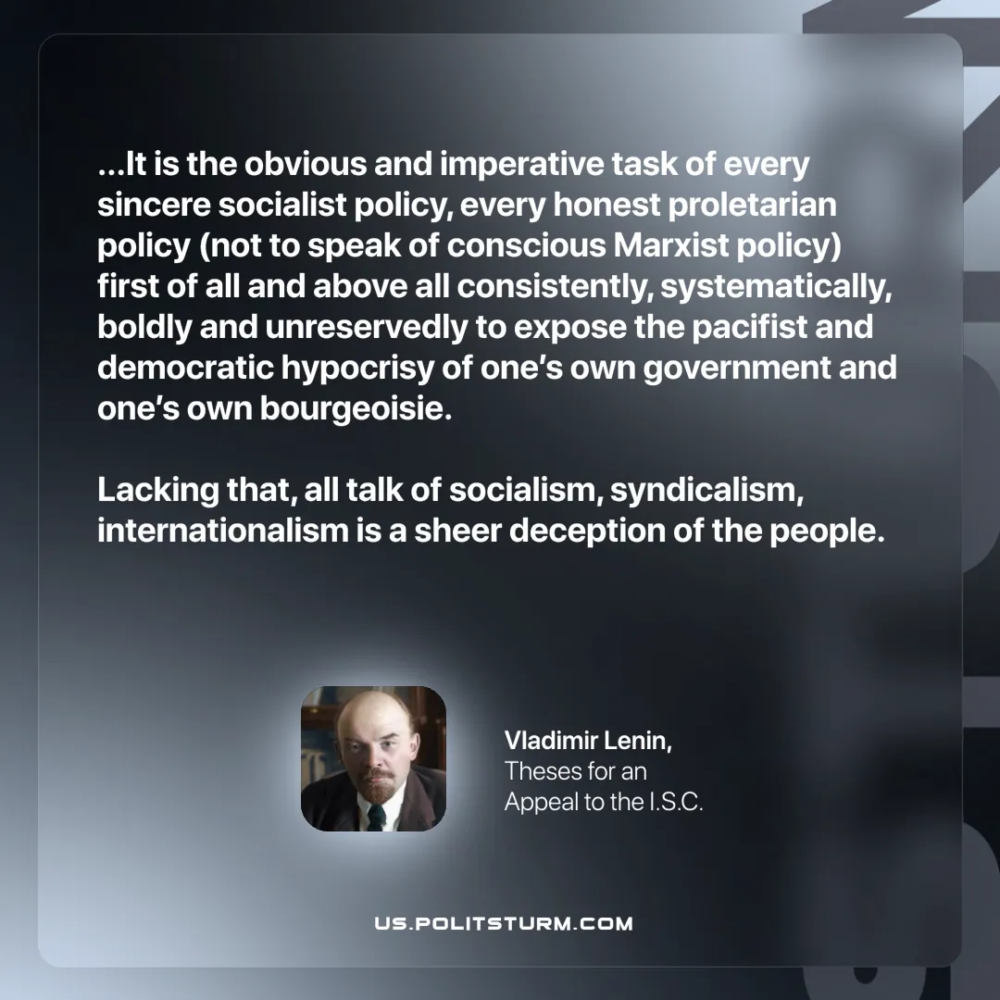 ...It is the obvious and imperative task of every
sincere socialist policy, every honest proletarian
policy (not to speak of conscious Marxist policy)
first of all and above all consistently, systematically,
boldly and unreservedly to expose the pacifist and
democratic hypocrisy of one’s own government and
one’s own bourgeoisie.
Lacking that, all talk of socialism, syndicalism,
internationalism is a sheer deception of the people.
Vladimir Lenin,
Theses for an
Appeal to the I.S.C.
US.POLITSTURM.COM